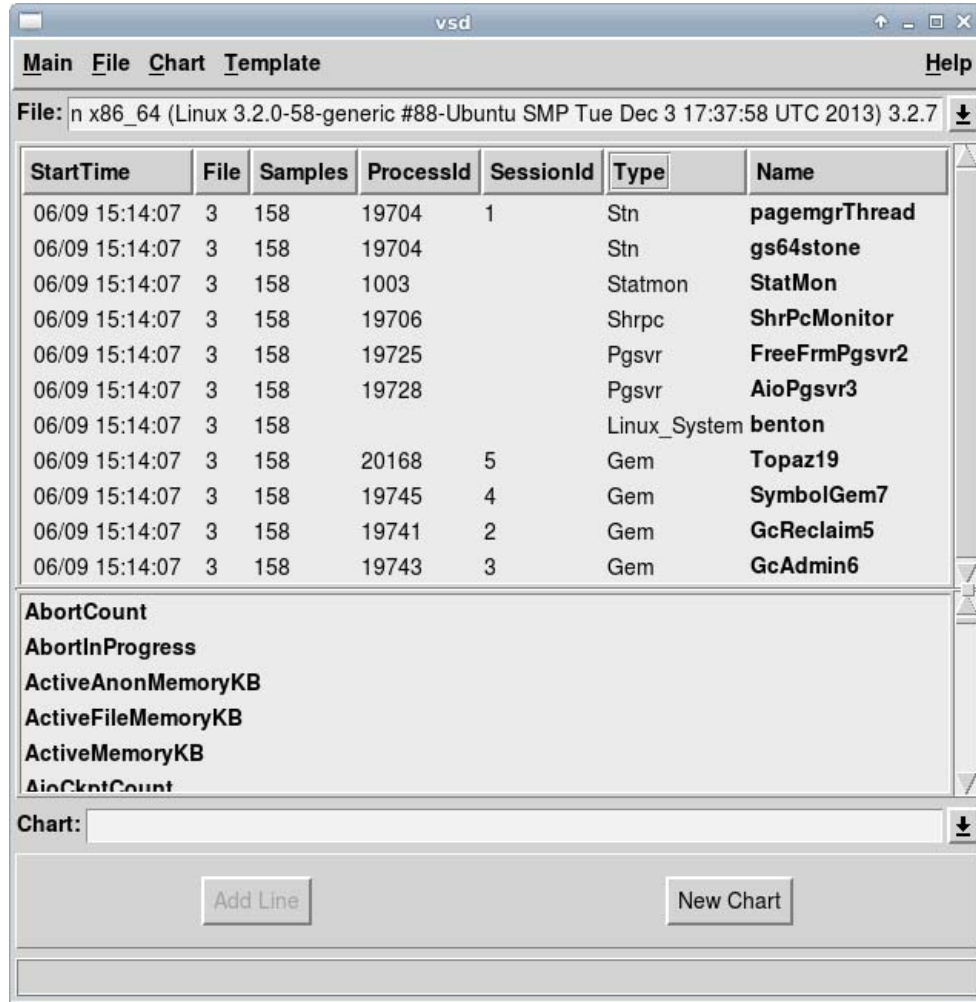 vsd
Main File Chart Template Help
File: n x86_64 (Linux 3.2.0-58-generic #88-Ubuntu SMP Tue Dec 3 17:37:58 UTC 2013) 3.2.7
StartTime File Samples ProcessId SessionId Type Name
06/09 15:14:07 3 158 19704 1 Stn pagemgrThread
06/09 15:14:07 3 158 19704 Stn gs64stone
06/09 15:14:07 3 158 1003 Statmon StatMon
06/09 15:14:07 3 158 19706 Shrpc ShrPcMonitor
06/09 15:14:07 3 158 19725 Pgsvr FreeFrmPgsvr2
06/09 15:14:07 3 158 19728 Pgsvr AioPgsvr3
06/09 15:14:07 3 158 Linux_System benton
06/09 15:14:07 3 158 20168 5 Gem Topaz19
06/09 15:14:07 3 158 19745 4 Gem SymbolGem7
06/09 15:14:07 3 158 19741 2 Gem GcReclaim5
06/09 15:14:07 3 158 19743 3 Gem GcAdmin6
AbortCount
AbortInProgress
ActiveAnonMemoryKB
ActiveFileMemoryKB
ActiveMemoryKB
AioCkptCount
Chart:
Add Line New Chart